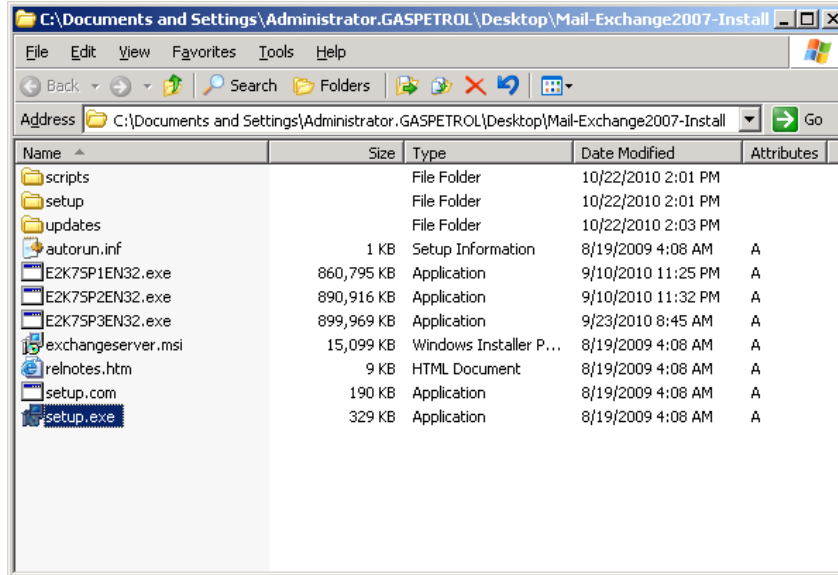 C:\Documents and Settings\Administrator.GASPETROL\Desktop\Mail-Exchange2007-Install
File Edit View Favorites Tools Help
Back Search Folders
Address C:\Documents and Settings\Administrator.GASPETROL\Desktop\Mail-Exchange2007-Install Go
Name Size Type Date Modified Attributes
scripts File Folder 10/22/2010 2:01 PM
setup File Folder 10/22/2010 2:01 PM
updates File Folder 10/22/2010 2:03 PM
autorun.inf 1 KB Setup Information 8/19/2009 4:08 AM A
E2K7SP1EN32.exe 860,795 KB Application 9/10/2010 11:25 PM A
E2K7SP2EN32.exe 890,916 KB Application 9/10/2010 11:32 PM A
E2K7SP3EN32.exe 899,969 KB Application 9/23/2010 8:45 AM A
exchangeserver.msi 15,099 KB Windows Installer P... 8/19/2009 4:08 AM A
relnotes.htm 9 KB HTML Document 8/19/2009 4:08 AM A
setup.com 190 KB Application 8/19/2009 4:08 AM A
setup.exe 329 KB Application 8/19/2009 4:08 AM A